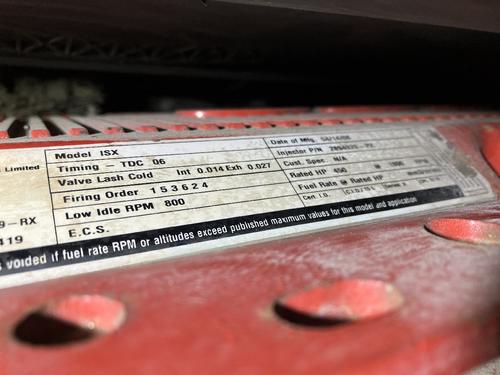 Limited
Model ISX
Timing - TDC 06
Valve Lash Cold Int 0.014 Exh 0.027
Firing Order 1 5 3 6 2 4
Low Idle RPM 800
E.C.S.
9-RX
419
Date of Mfg.
Injector P/N
Cust. Spec N/A
Rated HP 450
Fuel Rate @ Rated HP
s voided if fuel rate RPM or altitudes exceed published maximum values for this model and application